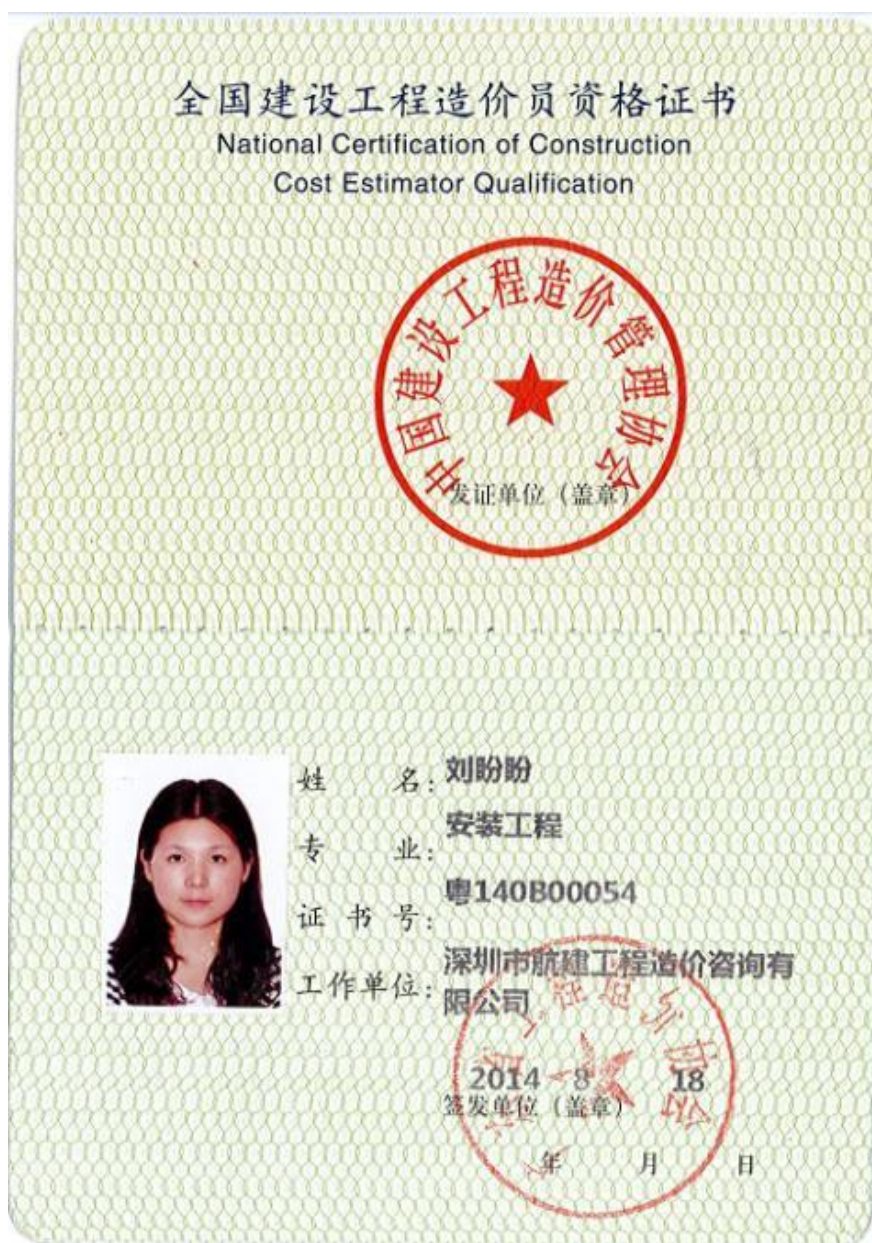 全国建设工程造价员资格证书
National Certification of Construction
Cost Estimator Qualification
中国建设工程造价管理协会
发证单位（盖章）
姓 名：刘盼盼
专 业：安装工程
证 书 号：粤140B00054
工作单位：深圳市航建工程造价咨询有
限公司
2014 8 18
签发单位（盖章）
年 月 日